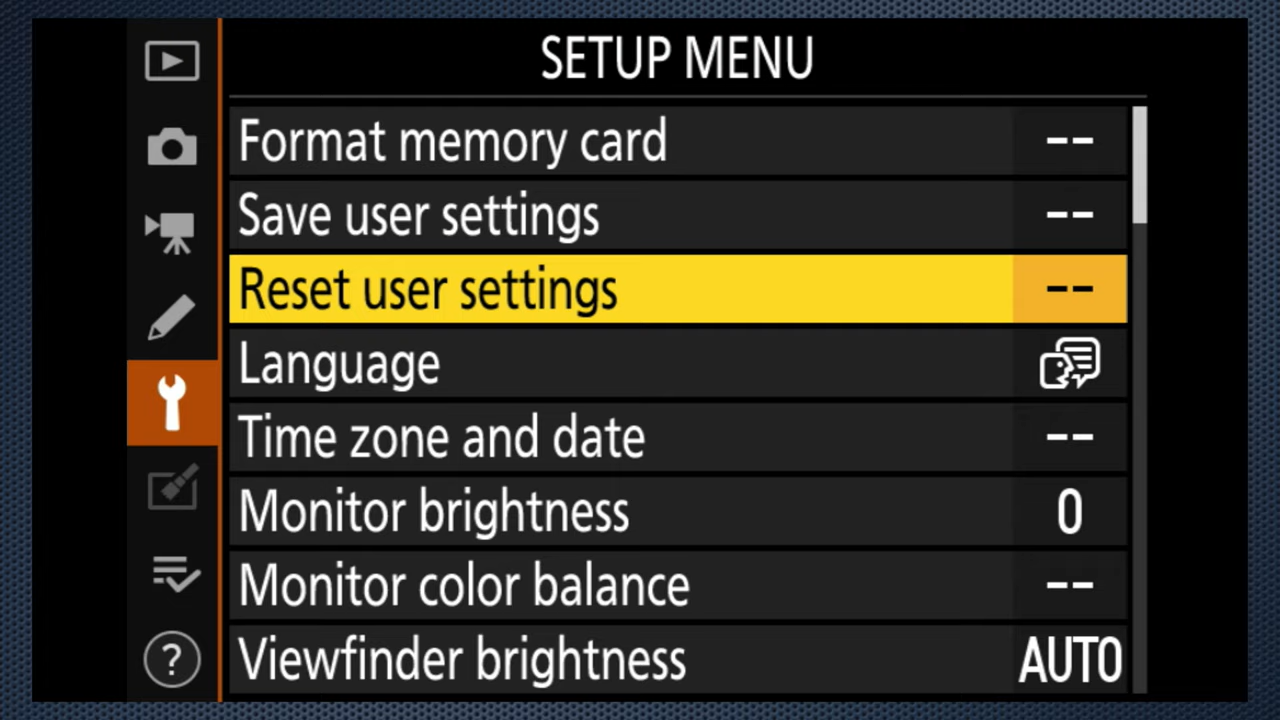 SETUP MENU
Format memory card --
Save user settings --
Reset user settings --
Language
Time zone and date --
Monitor brightness 0
Monitor color balance --
Viewfinder brightness AUTO
?